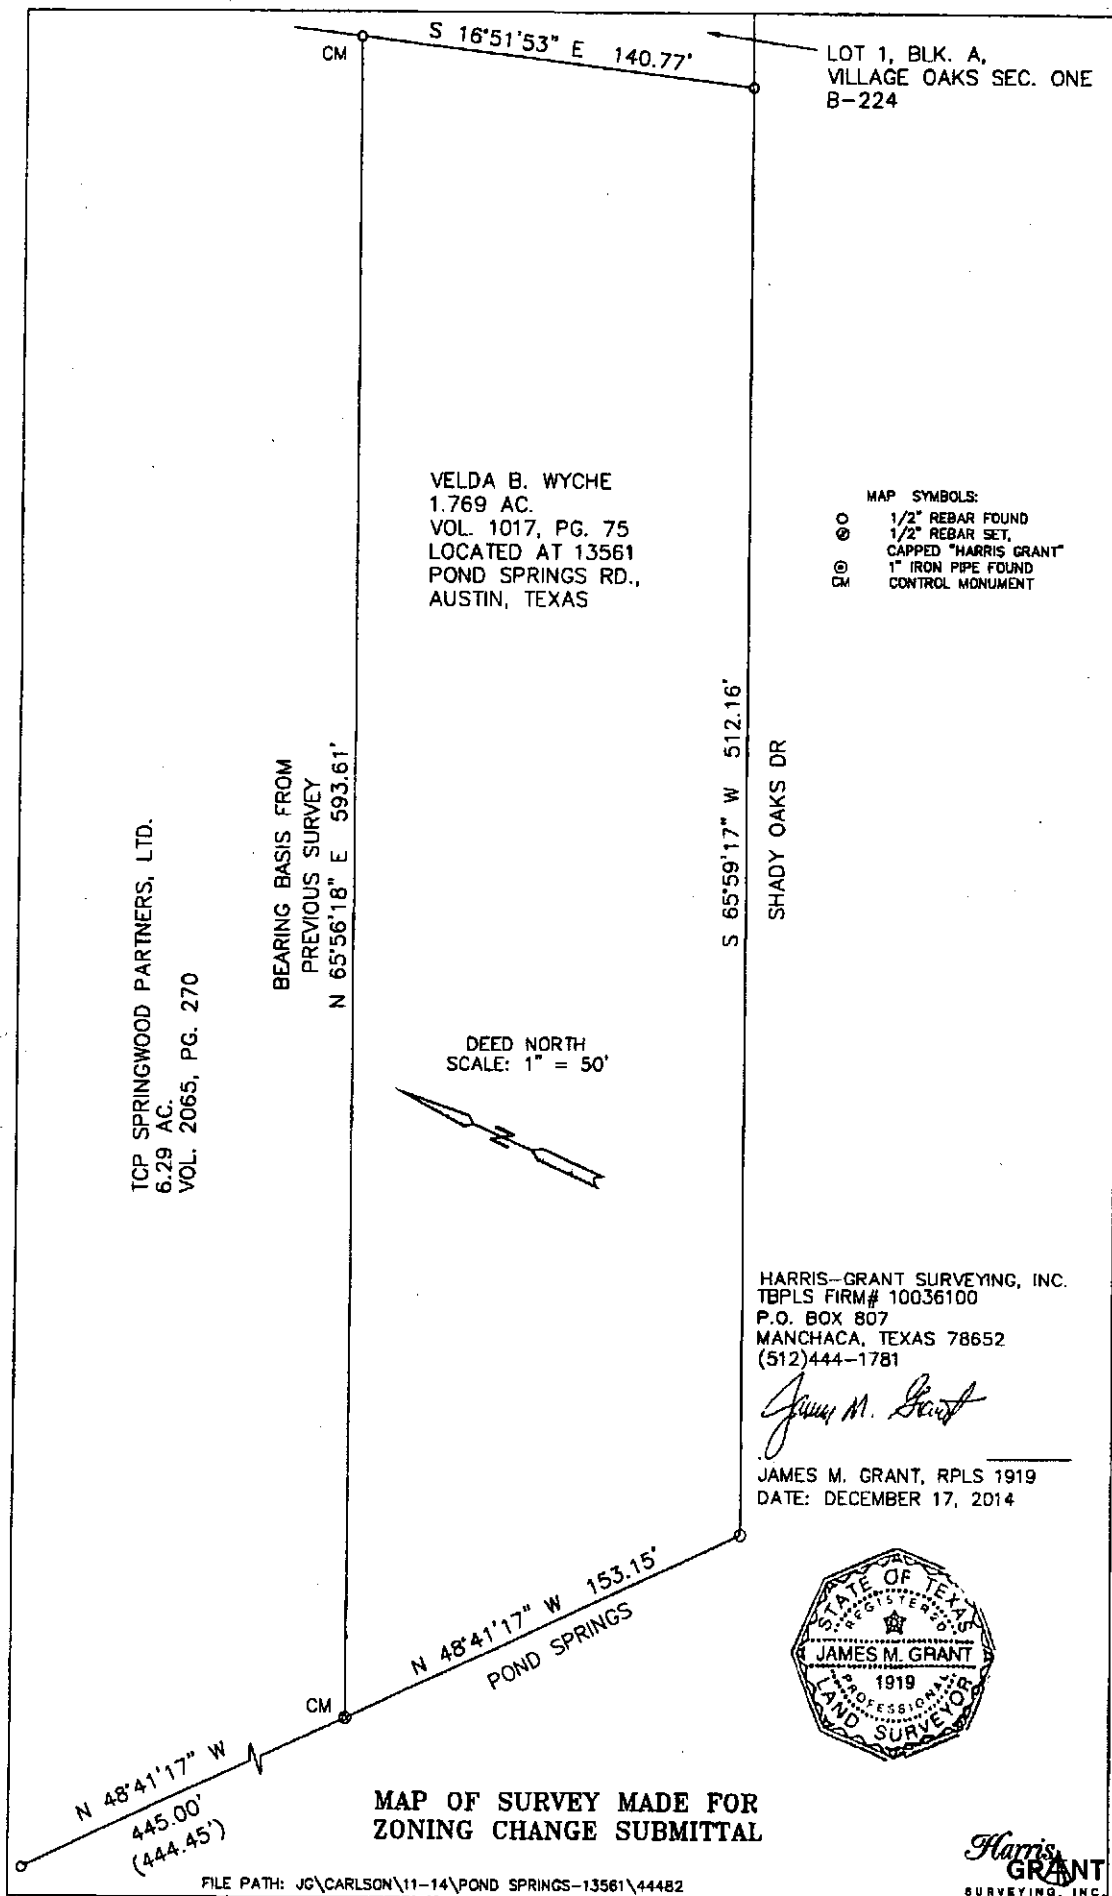 S 16°51'53" E 140.77'
CM
LOT 1, BLK. A,
VILLAGE OAKS SEC. ONE
B-224
VELDA B. WYCHE
1.769 AC.
VOL. 1017, PG. 75
LOCATED AT 13561
POND SPRINGS RD.,
AUSTIN, TEXAS
MAP SYMBOLS:
1/2" REBAR FOUND
1/2" REBAR SET,
CAPPED "HARRIS GRANT"
1" IRON PIPE FOUND
CM CONTROL MONUMENT
TCP SPRINGWOOD PARTNERS, LTD.
6.29 AC.
VOL. 2065, PG. 270
BEARING BASIS FROM
PREVIOUS SURVEY
N 65°56'18" E 593.61'
S 65°59'17" W 512.16'
SHADY OAKS DR
DEED NORTH
SCALE: 1" = 50'
N
HARRIS-GRANT SURVEYING, INC.
TBPLS FIRM# 10036100
P.O. BOX 807
MANCHACA, TEXAS 78652
(512)444-1781
James M. Grant
JAMES M. GRANT, RPLS 1919
DATE: DECEMBER 17, 2014
STATE OF TEXAS
REGISTERED
JAMES M. GRANT
1919
PROFESSIONAL
LAND SURVEYOR
N 48°41'17" W 153.15'
POND SPRINGS
CM
N 48°41'17" W
445.00'
(444.45')
MAP OF SURVEY MADE FOR
ZONING CHANGE SUBMITTAL
FILE PATH: JG\CARLSON\11-14\POND SPRINGS-13561\44482
Harris
GRANT
SURVEYING, INC.